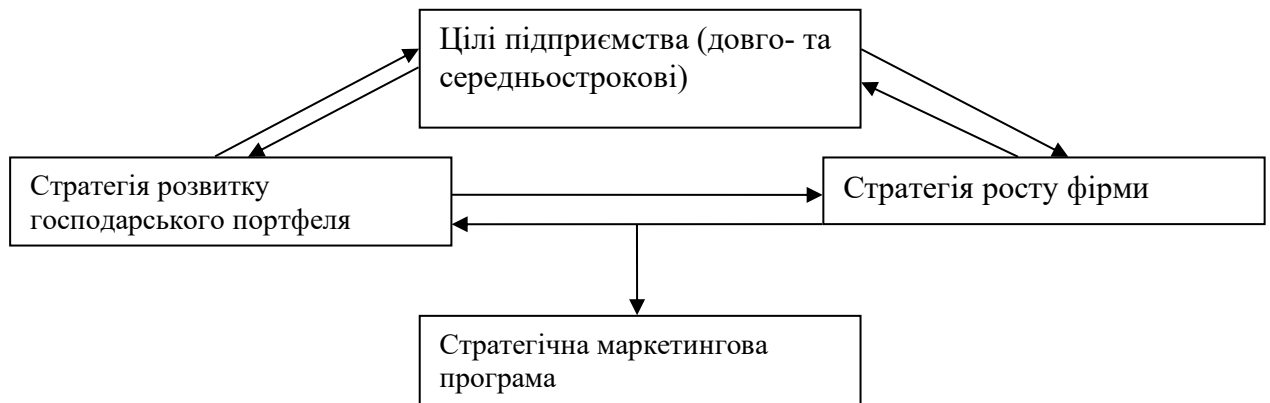 Цілі підприємства (довго- та
середньострокові)
Стратегія розвитку
господарського портфеля
Стратегія росту фірми
Стратегічна маркетингова
програма